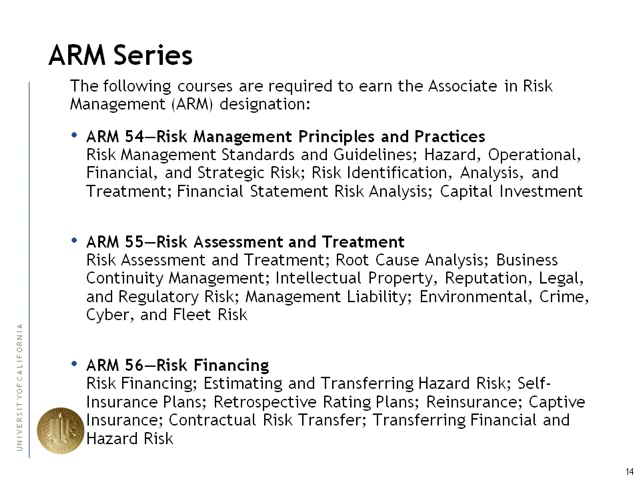 ARM Series
The following courses are required to earn the Associate in Risk
Management (ARM) designation:
• ARM 54—Risk Management Principles and Practices
Risk Management Standards and Guidelines; Hazard, Operational,
Financial, and Strategic Risk; Risk Identification, Analysis, and
Treatment; Financial Statement Risk Analysis; Capital Investment
• ARM 55—Risk Assessment and Treatment
Risk Assessment and Treatment; Root Cause Analysis; Business
Continuity Management; Intellectual Property, Reputation, Legal,
and Regulatory Risk; Management Liability; Environmental, Crime,
Cyber, and Fleet Risk
• ARM 56—Risk Financing
Risk Financing; Estimating and Transferring Hazard Risk; Self-
Insurance Plans; Retrospective Rating Plans; Reinsurance; Captive
Insurance; Contractual Risk Transfer; Transferring Financial and
Hazard Risk
UNIVERSITY OF CALIFORNIA
14